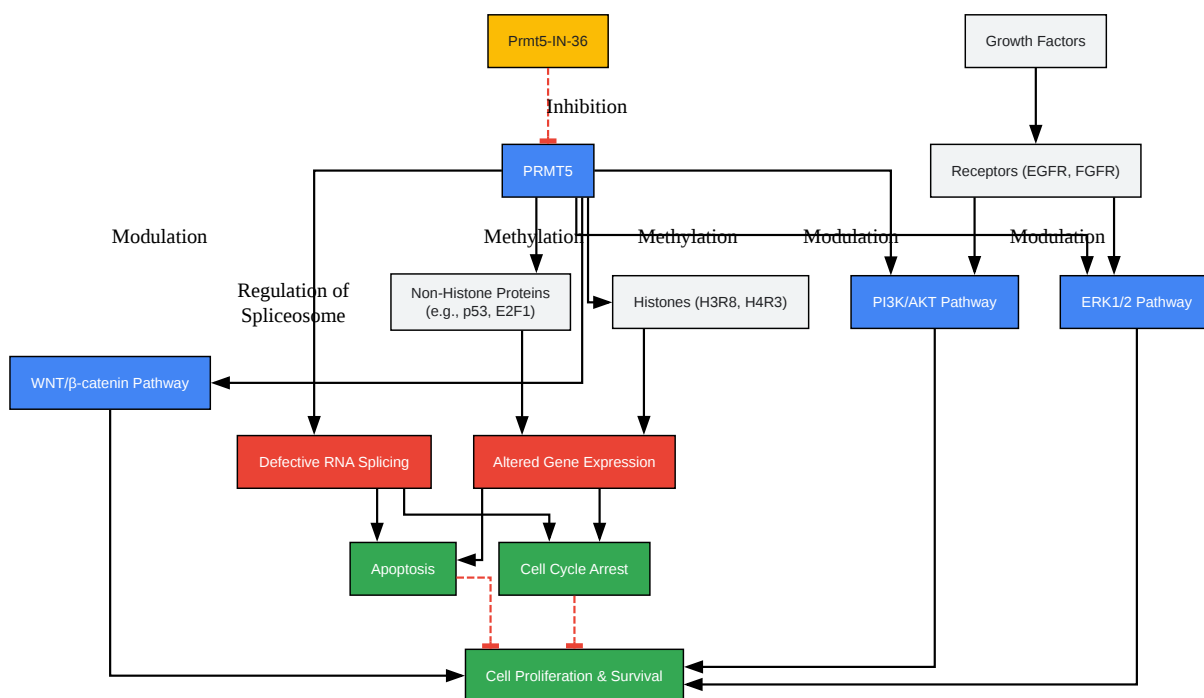 Prmt5-IN-36
Growth Factors
Inhibition
PRMT5
Receptors (EGFR, FGFR)
Modulation
Methylation
Methylation
Modulation
Modulation
Regulation of
Spliceosome
Non-Histone Proteins
(e.g., p53, E2F1)
Histones (H3R8, H4R3)
PI3K/AKT Pathway
ERK1/2 Pathway
WNT/β-catenin Pathway
Defective RNA Splicing
Altered Gene Expression
Apoptosis
Cell Cycle Arrest
Cell Proliferation & Survival